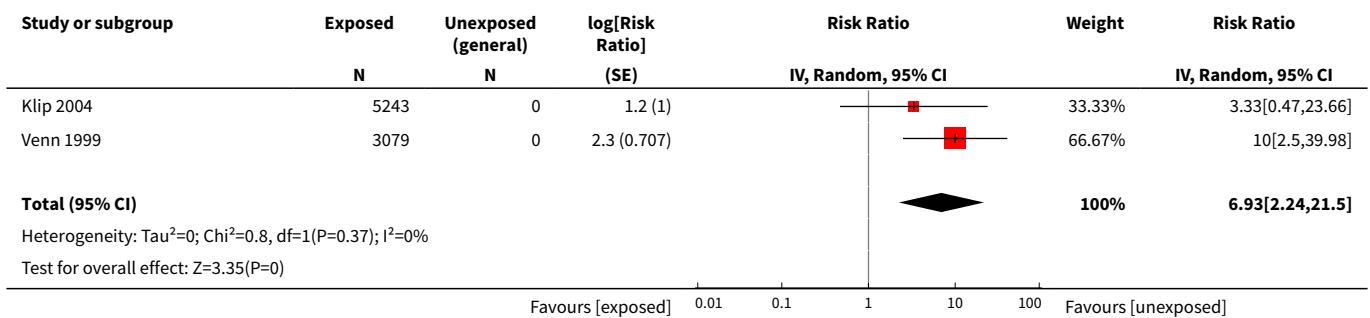 Study or subgroup Exposed Unexposed (general) log[Risk Ratio] Risk Ratio Weight Risk Ratio
N N (SE) IV, Random, 95% CI IV, Random, 95% CI
Klip 2004 5243 0 1.2 (1) 33.33% 3.33[0.47,23.66]
Venn 1999 3079 0 2.3 (0.707) 66.67% 10[2.5,39.98]
Total (95% CI) 100% 6.93[2.24,21.5]
Heterogeneity: Tau²=0; Chi²=0.8, df=1(P=0.37); I²=0%
Test for overall effect: Z=3.35(P=0)
Favours [exposed] 0.01 0.1 1 10 100 Favours [unexposed]